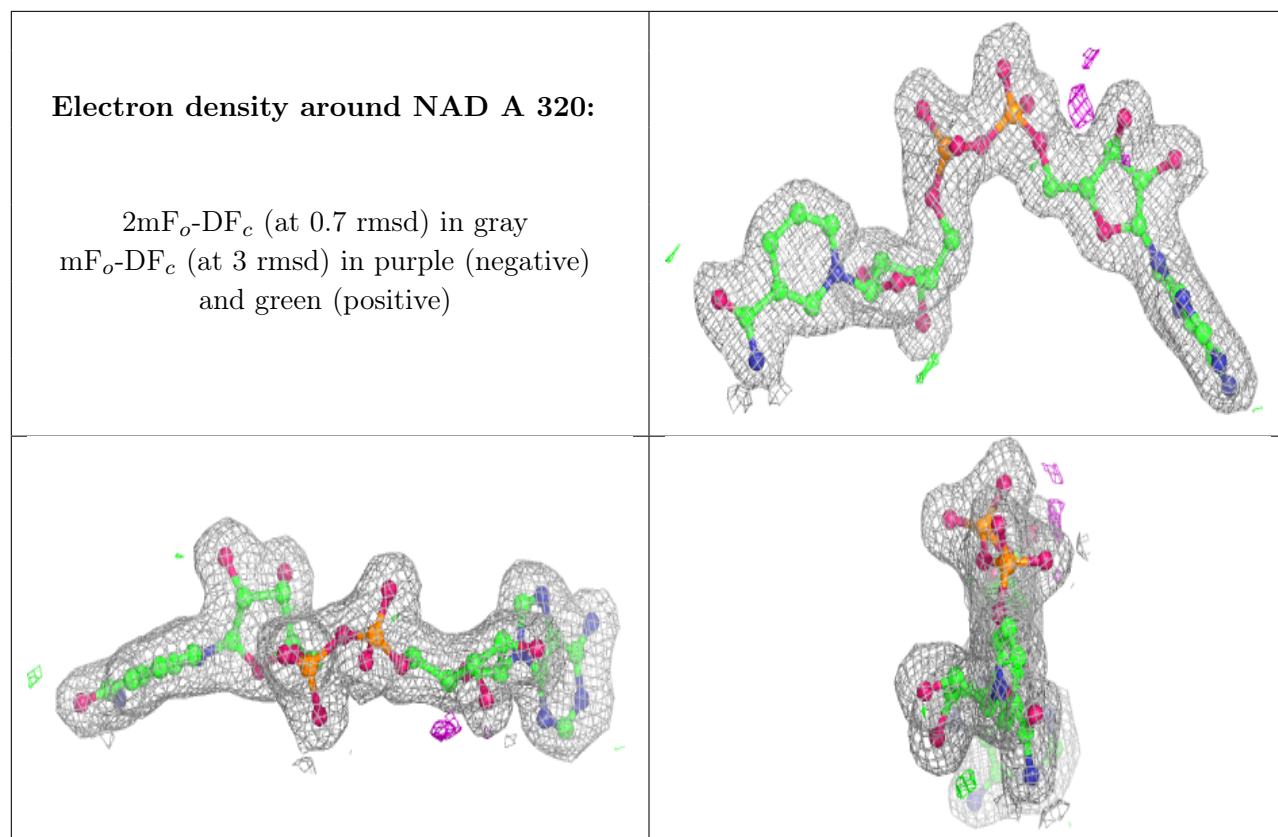 Electron density around NAD A 320:
2mFₒ-DF𝒸 (at 0.7 rmsd) in gray
mFₒ-DF𝒸 (at 3 rmsd) in purple (negative)
and green (positive)